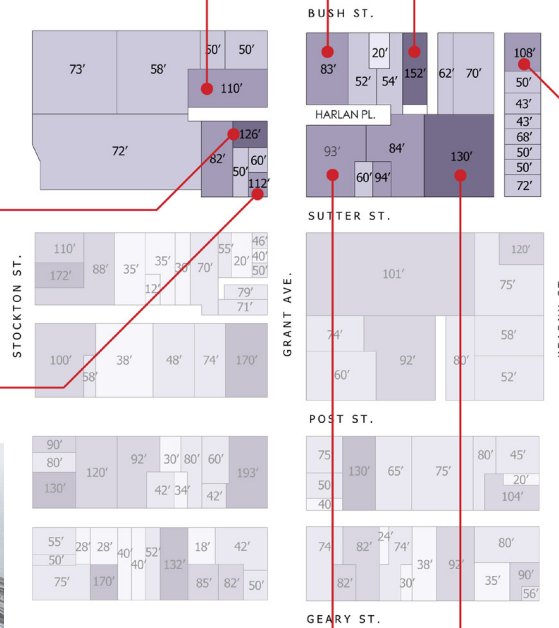 BUSH ST.
50' 50'
73' 58'
110'
83' 20' 152' 62' 70'
52' 54'
108'
50'
43'
HARLAN PL.
43'
126'
72' 82' 60'
50'
112'
93' 84' 130'
60' 94'
68'
50'
50'
72'
SUTTER ST.
STOCKTON ST.
GRANT AVE.
110' 88' 35' 35' 30' 70' 55' 20' 46'
40'
172' 12' 50'
79'
71'
101' 120'
75'
100' 58' 38' 48' 74' 170'
74' 92' 80' 58'
60' 52'
POST ST.
90' 120' 92' 30' 80' 60' 193'
80'
130' 42' 34' 42'
75 130' 65' 75' 80' 45'
50 20'
40 104'
55' 28' 28' 40' 52' 132' 18' 42'
50' 40'
75' 170' 85' 82' 50'
74 82' 24' 74' 38' 92' 80'
82' 30' 35' 90'
56'
GEARY ST.